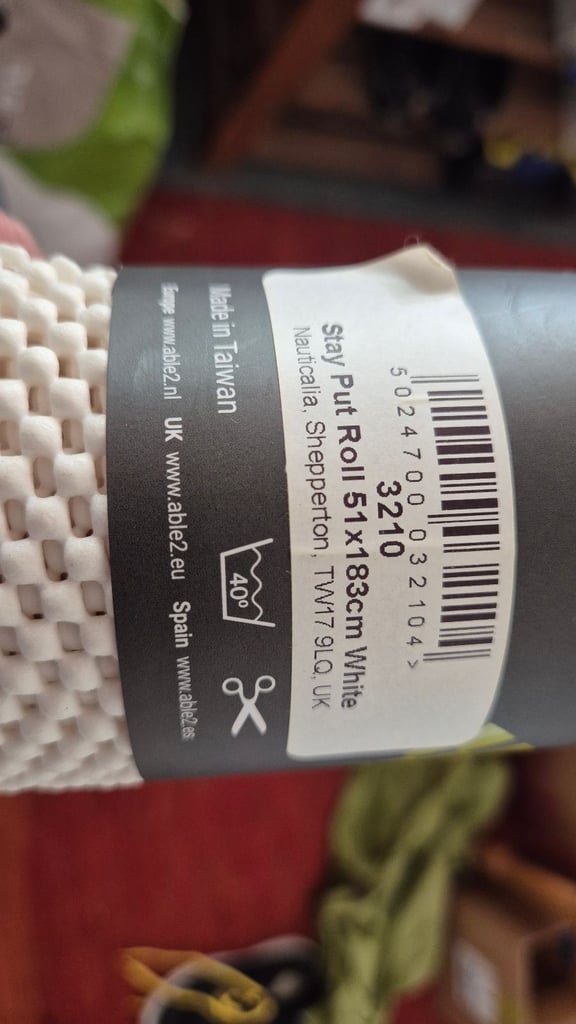 5 024700 032104 >
3210
Stay Put Roll 51x183cm White
Nauticalia, Shepperton, TW17 9LQ, UK
Made in Taiwan
40º
Europe www.able2.nl UK www.able2.eu Spain www.able2.es